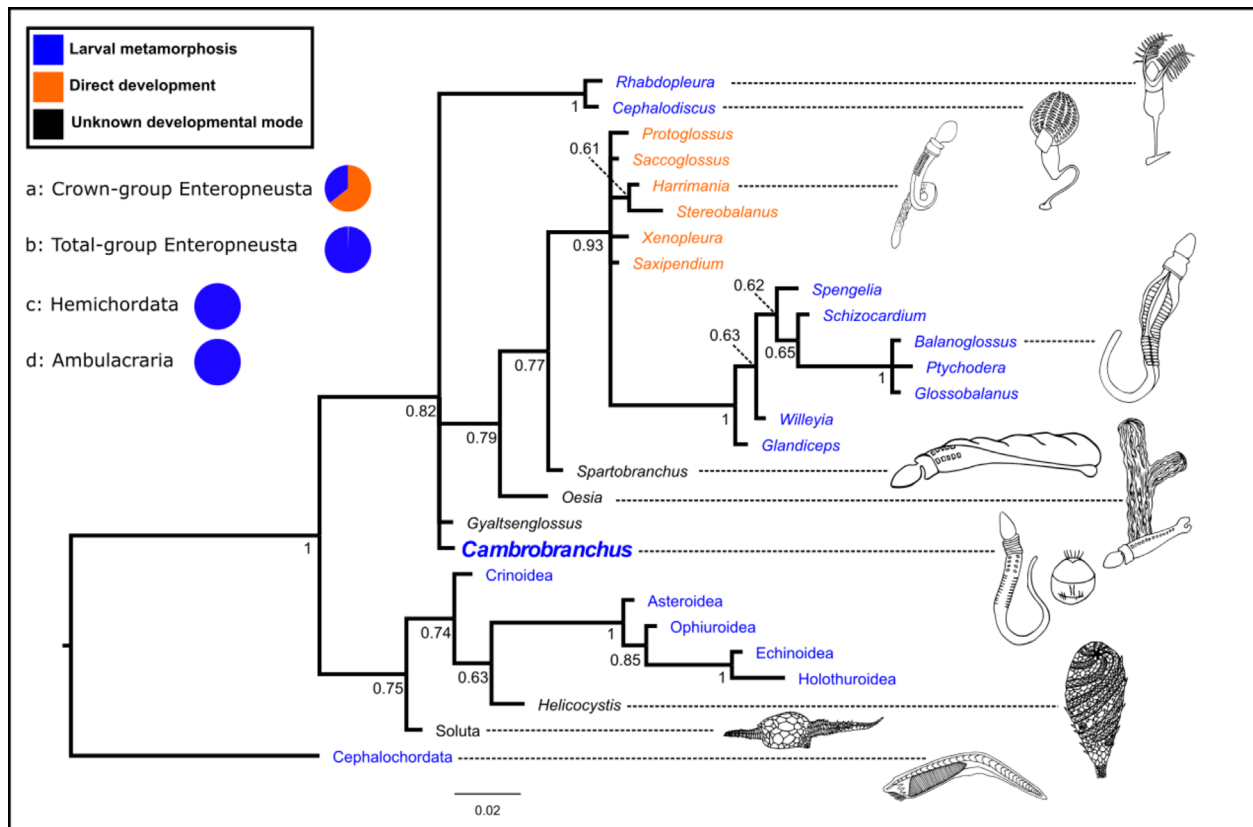 Larval metamorphosis
Direct development
Unknown developmental mode
a: Crown-group Enteropneusta
b: Total-group Enteropneusta
c: Hemichordata
d: Ambulacraria
Rhabdopleura
1
Cephalodiscus
Protoglossus
0.61
Saccoglossus
Harrimania
Stereobalanus
0.93
Xenopleura
Saxipendium
0.62
Spengelia
Schizocardium
0.63
0.65
Balanoglossus
1
Ptychodera
Glossobalanus
0.77
0.82
1
Willeyia
0.79
Glandiceps
Spartobranchus
Oesia
Gyaltsenglossus
1
Cambrobranchus
Crinoidea
Asteroidea
0.74
1
Ophiuroidea
0.85
Echinoidea
0.75
0.63
1
Holothuroidea
Helicocystis
Soluta
Cephalochordata
0.02